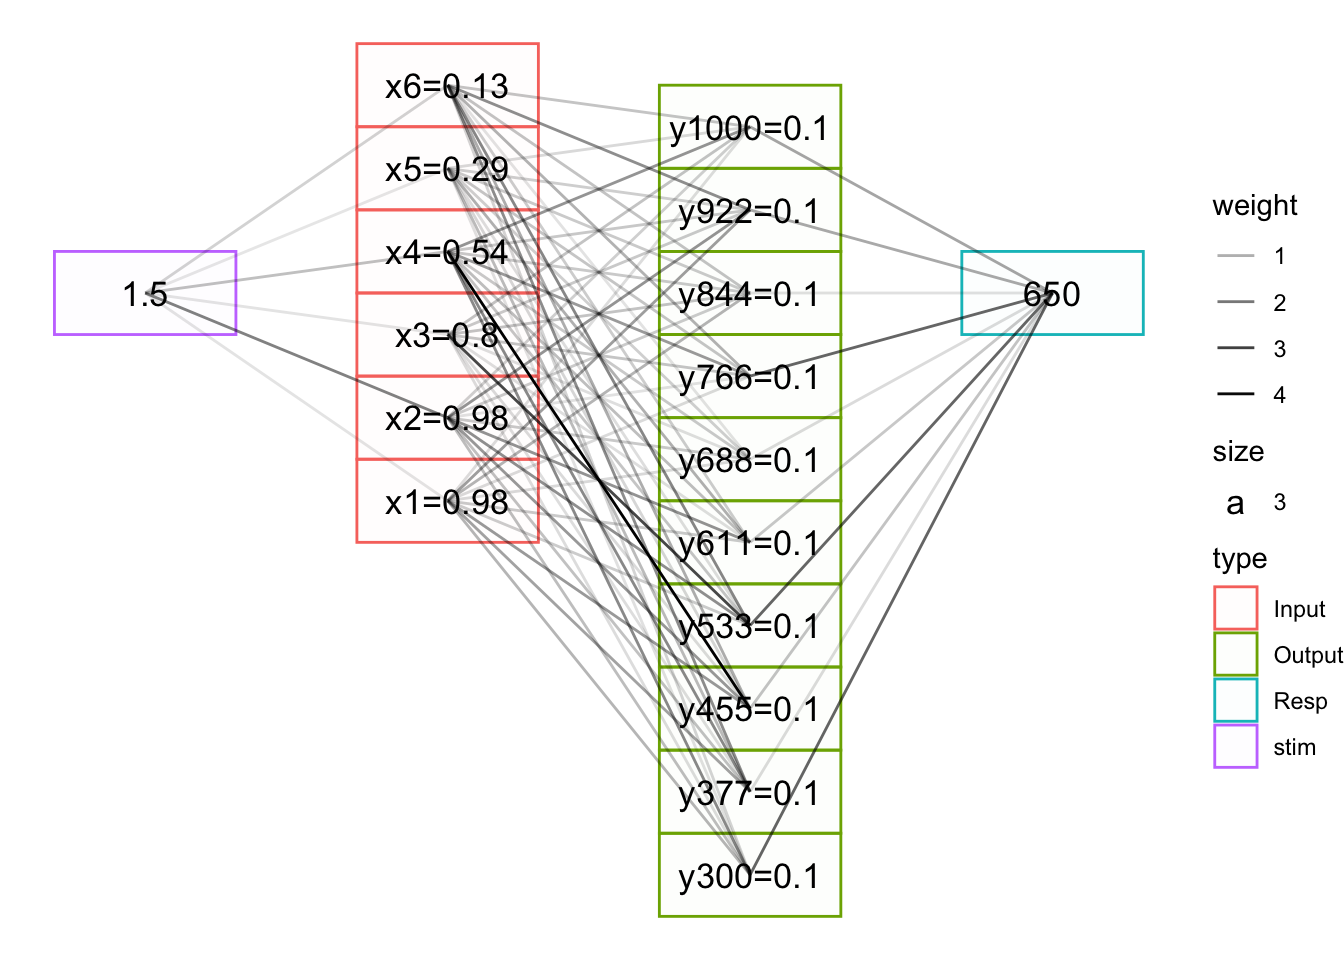 1.5
x6=0.13
x5=0.29
x4=0.54
x3=0.8
x2=0.98
x1=0.98
y1000=0.1
y922=0.1
y844=0.1
y766=0.1
y688=0.1
y611=0.1
y533=0.1
y455=0.1
y377=0.1
y300=0.1
650
weight
1
2
3
4
size
a 3
type
Input
Output
Resp
stim